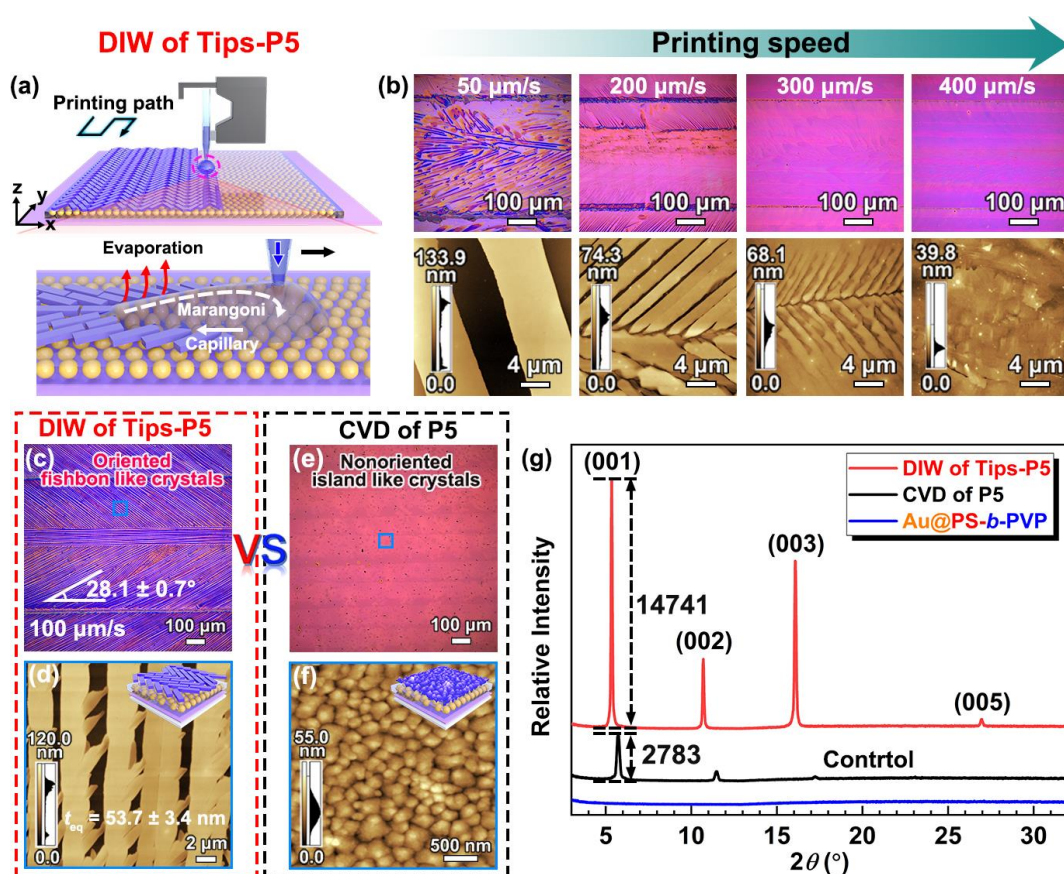 DIW of Tips-P5
Printing speed
(a)
Printing path
z
y
x
Evaporation
Marangoni
Capillary
(b)
50 μm/s
200 μm/s
300 μm/s
400 μm/s
100 μm
100 μm
100 μm
100 μm
133.9
nm
0.0
4 μm
74.3
nm
0.0
4 μm
68.1
nm
0.0
4 μm
39.8
nm
0.0
4 μm
DIW of Tips-P5
(c)
Oriented
fishbon like crystals
28.1 ± 0.7°
100 μm/s
100 μm
(d)
120.0
nm
0.0
teq = 53.7 ± 3.4 nm
2 μm
VS
CVD of P5
(e)
Nonoriented
island like crystals
100 μm
(f)
55.0
nm
0.0
500 nm
(g)
Relative Intensity
(001)
(002)
(003)
(005)
14741
2783
DIW of Tips-P5
CVD of P5
Au@PS-b-PVP
Contrtol
5 10 15 20 25 30
2θ (°)